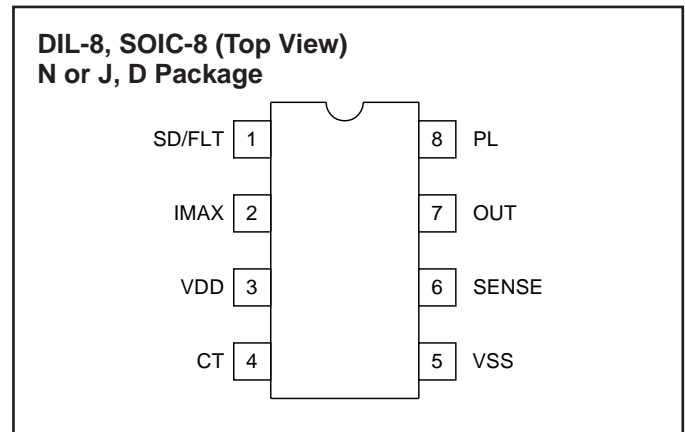 DIL-8, SOIC-8 (Top View)
N or J, D Package
SD/FLT 1 8 PL
IMAX 2 7 OUT
VDD 3 6 SENSE
CT 4 5 VSS